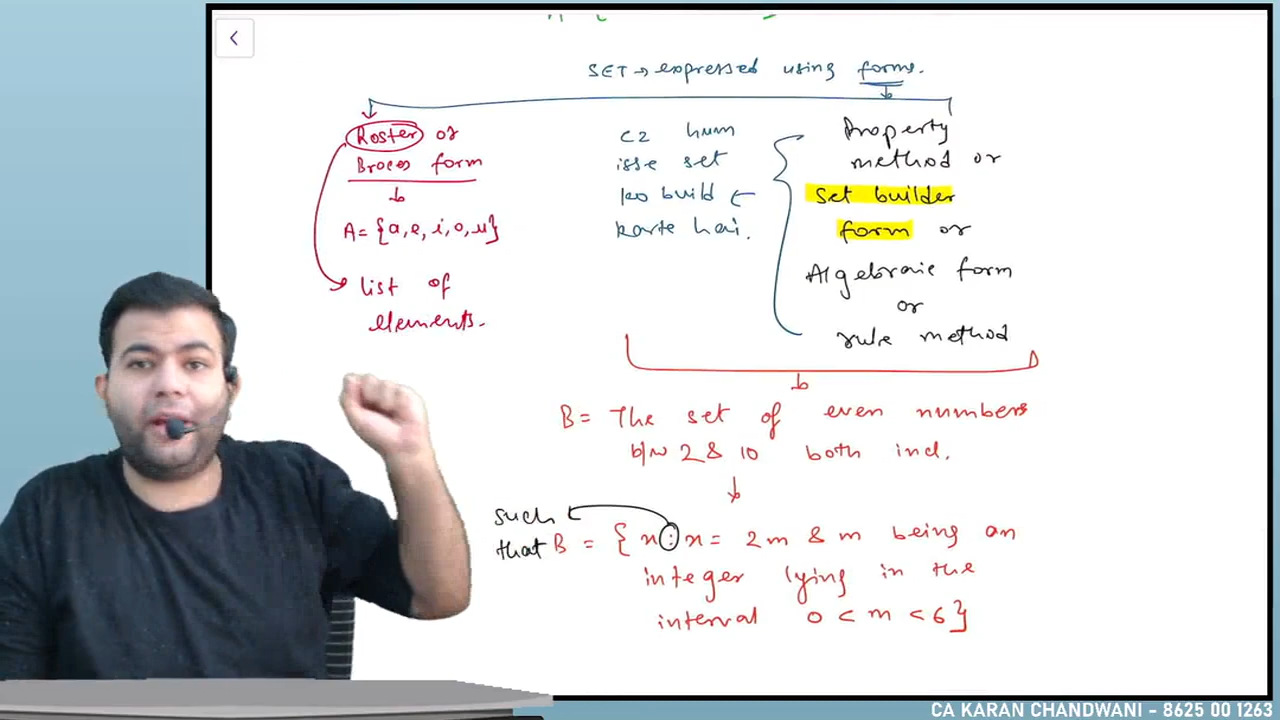 SET → expressed using forms.
Roster or
Braces form
A = {a, e, i, o, u}
List of
elements.
cz hum
isse set
ko build
karte hai.
Property
method or
Set builder
form or
Algebraic form
or
rule method
B = The set of even numbers
b/w 2 & 10 both incl.
such
that
B = { x : x = 2m & m being an
integer lying in the
interval 0 < m < 6}
CA KARAN CHANDWANI - 8625 00 1263